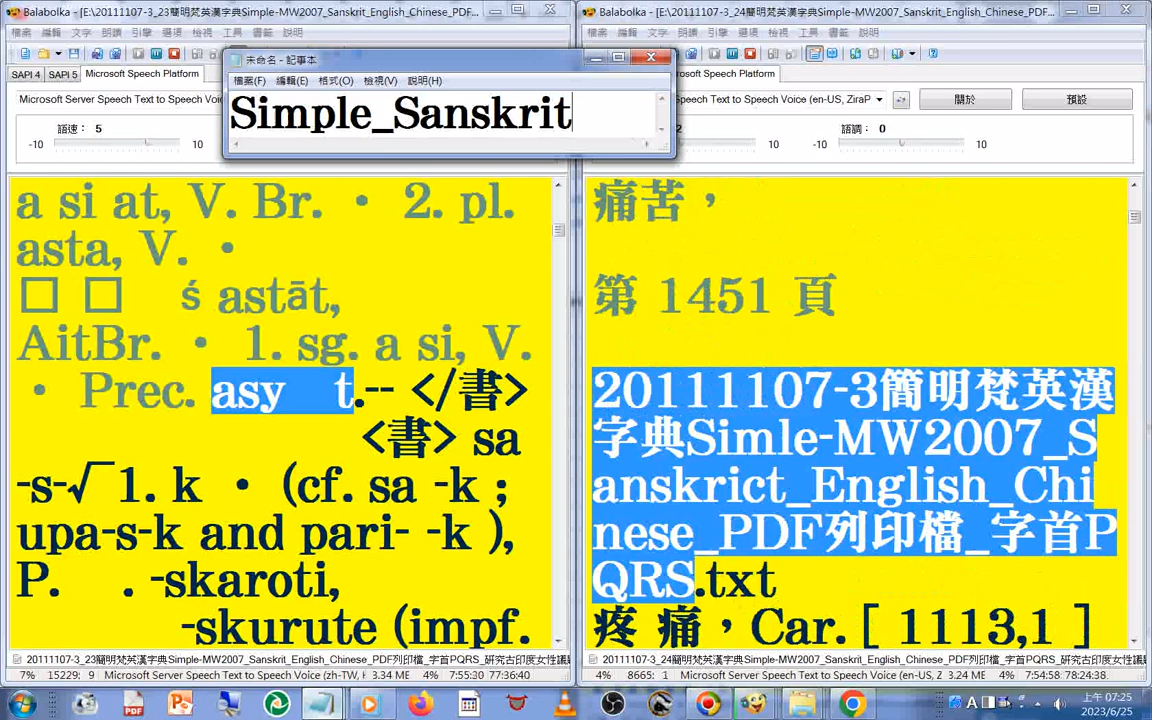 Balabolka - [E:\20111107-3_23簡明梵英漢字典Simple-MW2007_Sanskrit_English_Chinese_PDF...
檔案 編輯 文字 朗讀 引擎 選項 檢視 工具 書籤 說明
SAPI 4 SAPI 5 Microsoft Speech Platform
Microsoft Server Speech Text to Speech Voi
語速： 5
-10 10
a si at, V. Br. • 2. pl.
asta, V. •
□ □ ś astāt,
AitBr. • 1. sg. a si, V.
• Prec. asy t.-- </書>
<書> sa
-s-√1. k • (cf. sa -k ;
upa-s-k and pari- -k ),
P. . -skaroti,
-skurute (impf.
20111107-3_23簡明梵英漢字典Simple-MW2007_Sanskrit_English_Chinese_PDF列印檔_字首PQRS_研究古印度女性議
7% 15229: 9 Microsoft Server Speech Text to Speech Voice (zh-TW, H 3.34 ME 4% 7:55:30 77:36:40
未命名 - 記事本
檔案(F) 編輯(E) 格式(O) 檢視(V) 說明(H)
Simple_Sanskrit
Balabolka - [E:\20111107-3_24簡明梵英漢字典Simple-MW2007_Sanskrit_English_Chinese_PDF...
朗讀 引擎 選項 檢視 工具 書籤 說明
rosoft Speech Platform
Speech Text to Speech Voice (en-US, ZiraP
關於
預設
2
語調： 0
10 -10 10
痛苦，
第 1451 頁
20111107-3簡明梵英漢
字典Simle-MW2007_S
anskrict_English_Chi
nese_PDF列印檔_字首P
QRS.txt
疼 痛，Car. [ 1113,1 ]
20111107-3_24簡明梵英漢字典Simple-MW2007_Sanskrit_English_Chinese_PDF列印檔_字首PQRS_研究古印度女性議
4% 8665: 1 Microsoft Server Speech Text to Speech Voice (en-US, Z 3.24 ME 4% 7:54:58 78:24:38
上午 07:25
2023/6/25